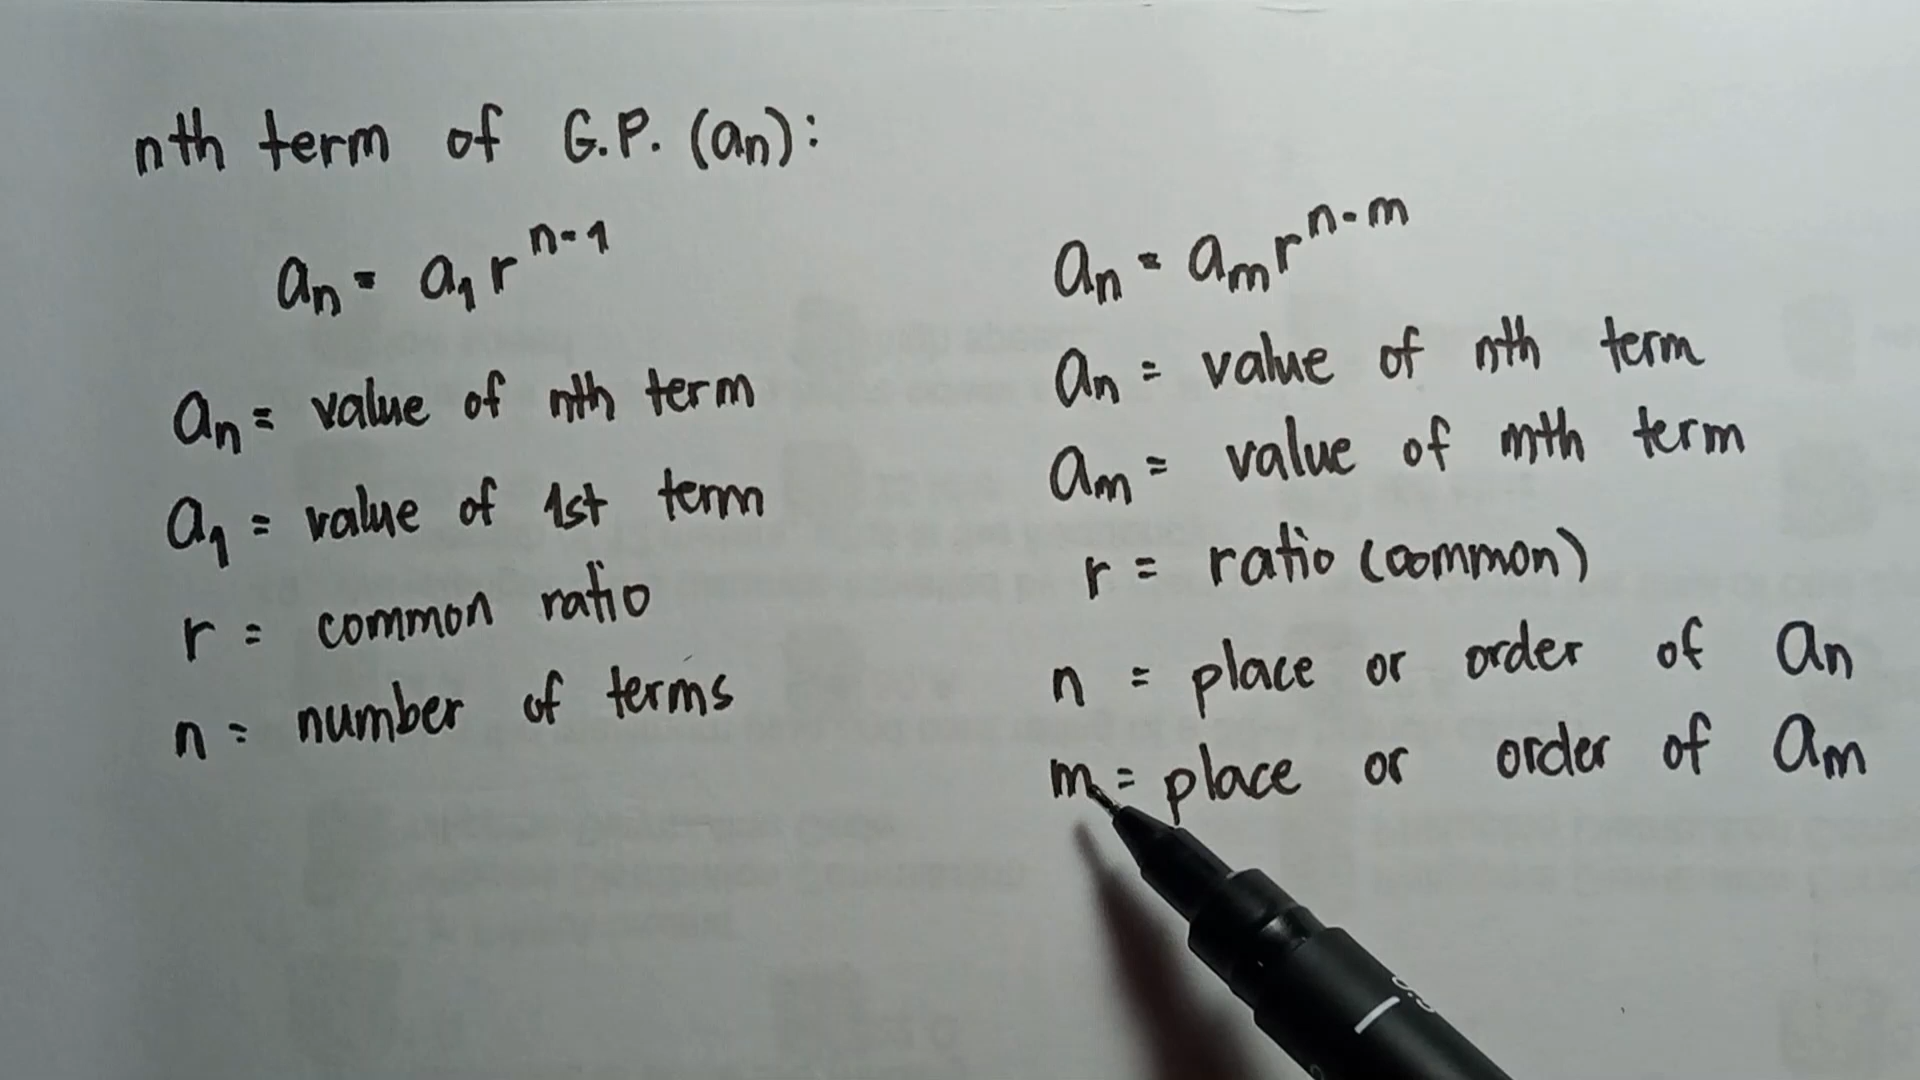 nth term of G.P. (aₙ):
aₙ = a₁ rⁿ⁻¹
aₙ = value of nth term
a₁ = value of 1st term
r = common ratio
n = number of terms
aₙ = aₘ rⁿ⁻ᵐ
aₙ = value of nth term
aₘ = value of mth term
r = ratio (common)
n = place or order of aₙ
m = place or order of aₘ